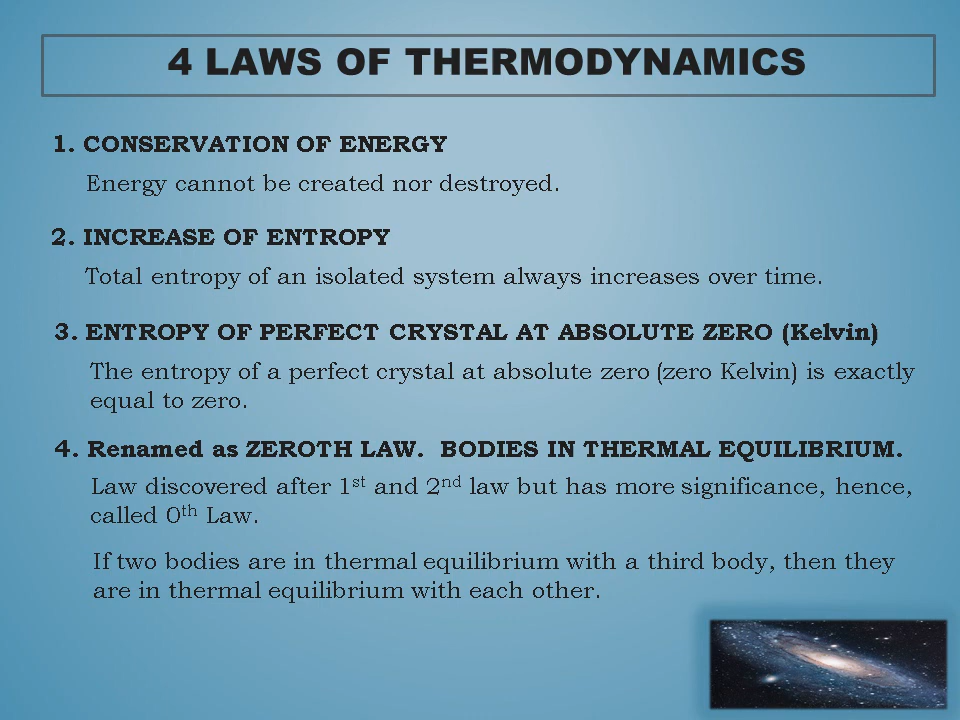 4 LAWS OF THERMODYNAMICS
1. CONSERVATION OF ENERGY
Energy cannot be created nor destroyed.
2. INCREASE OF ENTROPY
Total entropy of an isolated system always increases over time.
3. ENTROPY OF PERFECT CRYSTAL AT ABSOLUTE ZERO (Kelvin)
The entropy of a perfect crystal at absolute zero (zero Kelvin) is exactly
equal to zero.
4. Renamed as ZEROTH LAW.  BODIES IN THERMAL EQUILIBRIUM.
Law discovered after 1st and 2nd law but has more significance, hence,
called 0th Law.
If two bodies are in thermal equilibrium with a third body, then they
are in thermal equilibrium with each other.